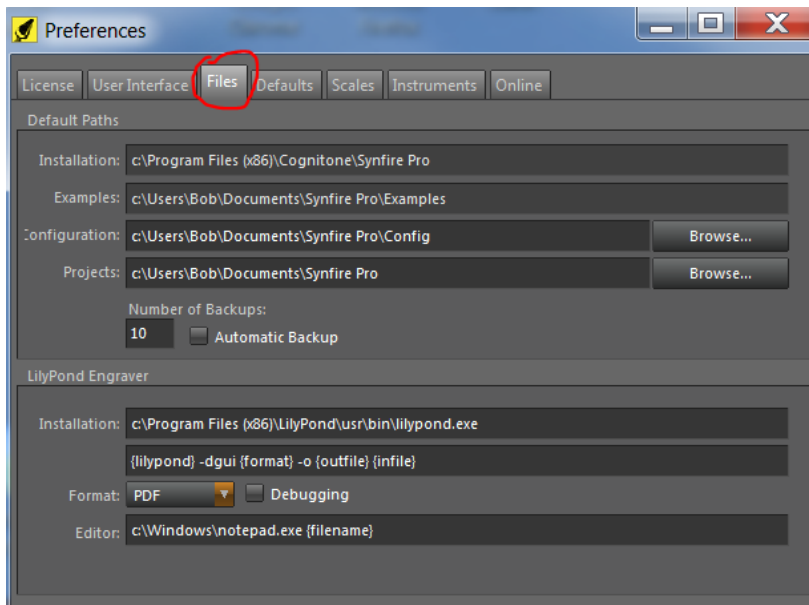 Preferences
License User Interface Files Defaults Scales Instruments Online
Default Paths
Installation: c:\Program Files (x86)\Cognitone\Synfire Pro
Examples: c:\Users\Bob\Documents\Synfire Pro\Examples
Configuration: c:\Users\Bob\Documents\Synfire Pro\Config Browse...
Projects: c:\Users\Bob\Documents\Synfire Pro Browse...
Number of Backups:
10 Automatic Backup
LilyPond Engraver
Installation: c:\Program Files (x86)\LilyPond\usr\bin\lilypond.exe
{lilypond} -dgui {format} -o {outfile} {infile}
Format: PDF Debugging
Editor: c:\Windows\notepad.exe {filename}